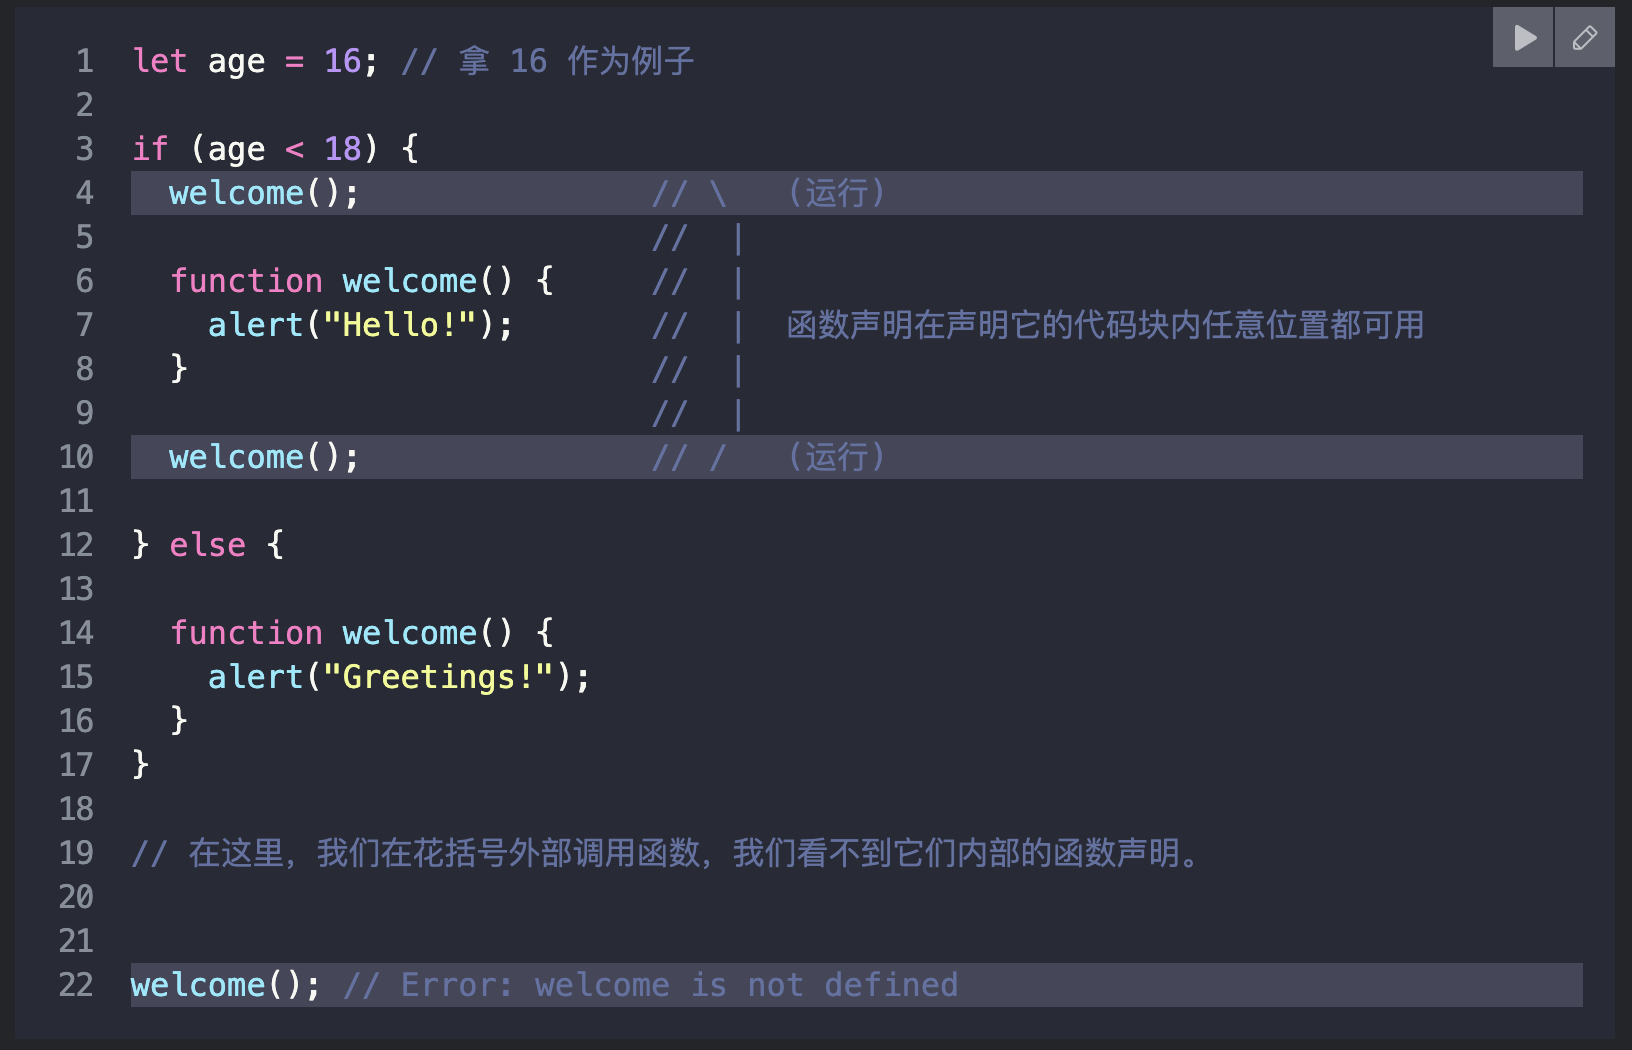 1 let age = 16; // 拿 16 作为例子
2
3 if (age < 18) {
4   welcome();               // \   (运行)
5                            //  |
6   function welcome() {     //  |
7     alert("Hello!");       //  |  函数声明在声明它的代码块内任意位置都可用
8   }                        //  |
9                            //  |
10   welcome();               // /   (运行)
11
12 } else {
13
14   function welcome() {
15     alert("Greetings!");
16   }
17 }
18
19 // 在这里，我们在花括号外部调用函数，我们看不到它们内部的函数声明。
20
21
22 welcome(); // Error: welcome is not defined